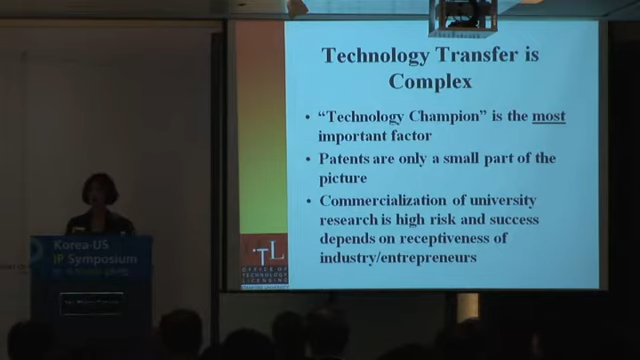 Technology Transfer is
Complex
• “Technology Champion” is the most
important factor
• Patents are only a small part of the
picture
• Commercialization of university
research is high risk and success
depends on receptiveness of
industry/entrepreneurs
OTL
OFFICE OF
TECHNOLOGY
LICENSING
Korea-US
IP Symposium